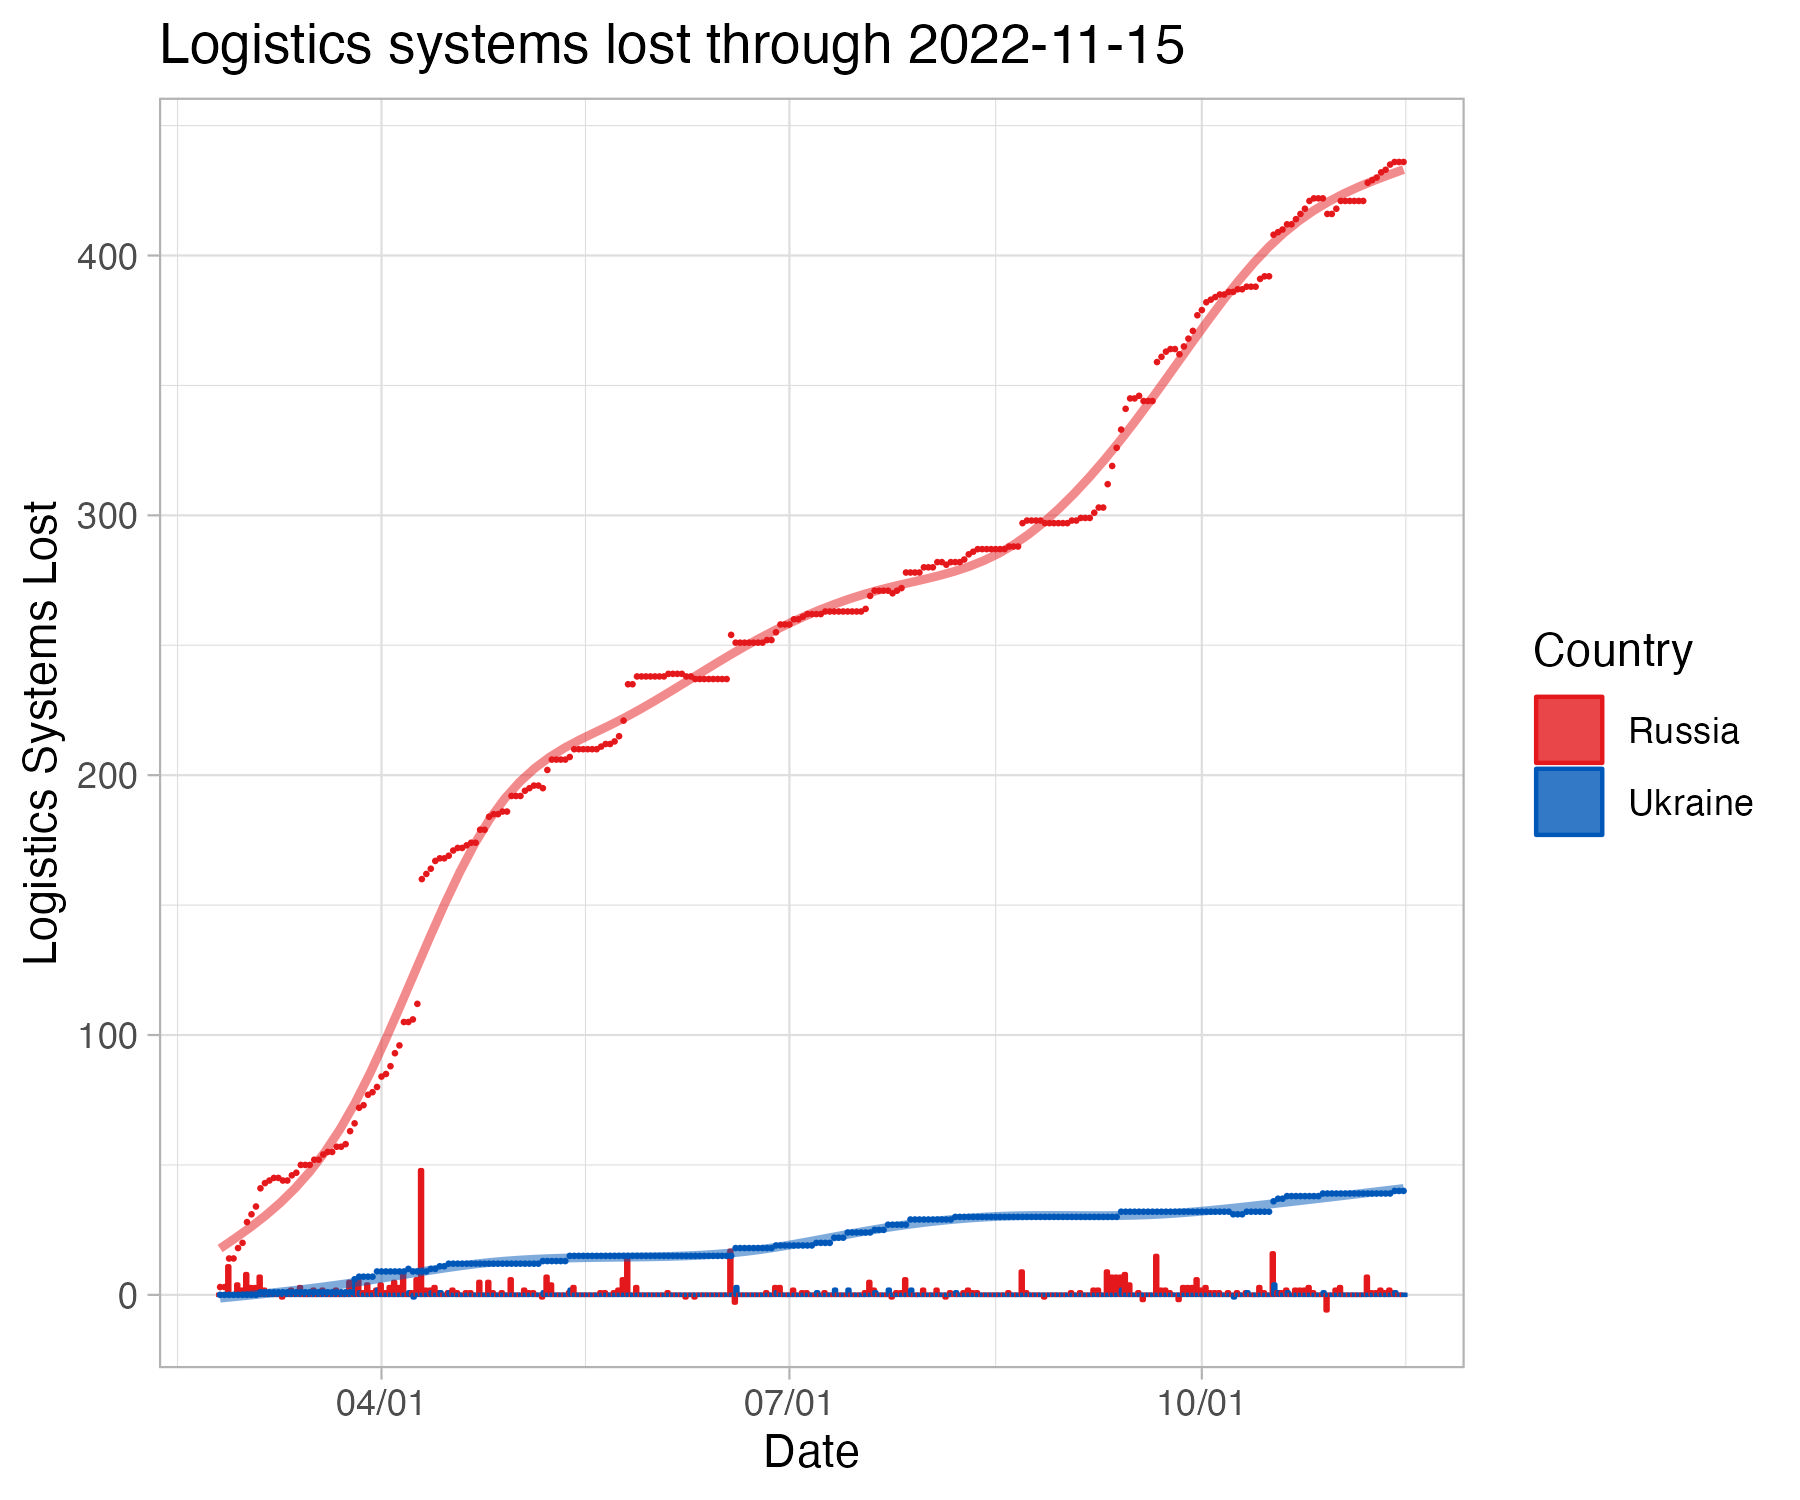 Logistics systems lost through 2022-11-15
Logistics Systems Lost
400
300
200
100
0
04/01
07/01
10/01
Date
Country
Russia
Ukraine